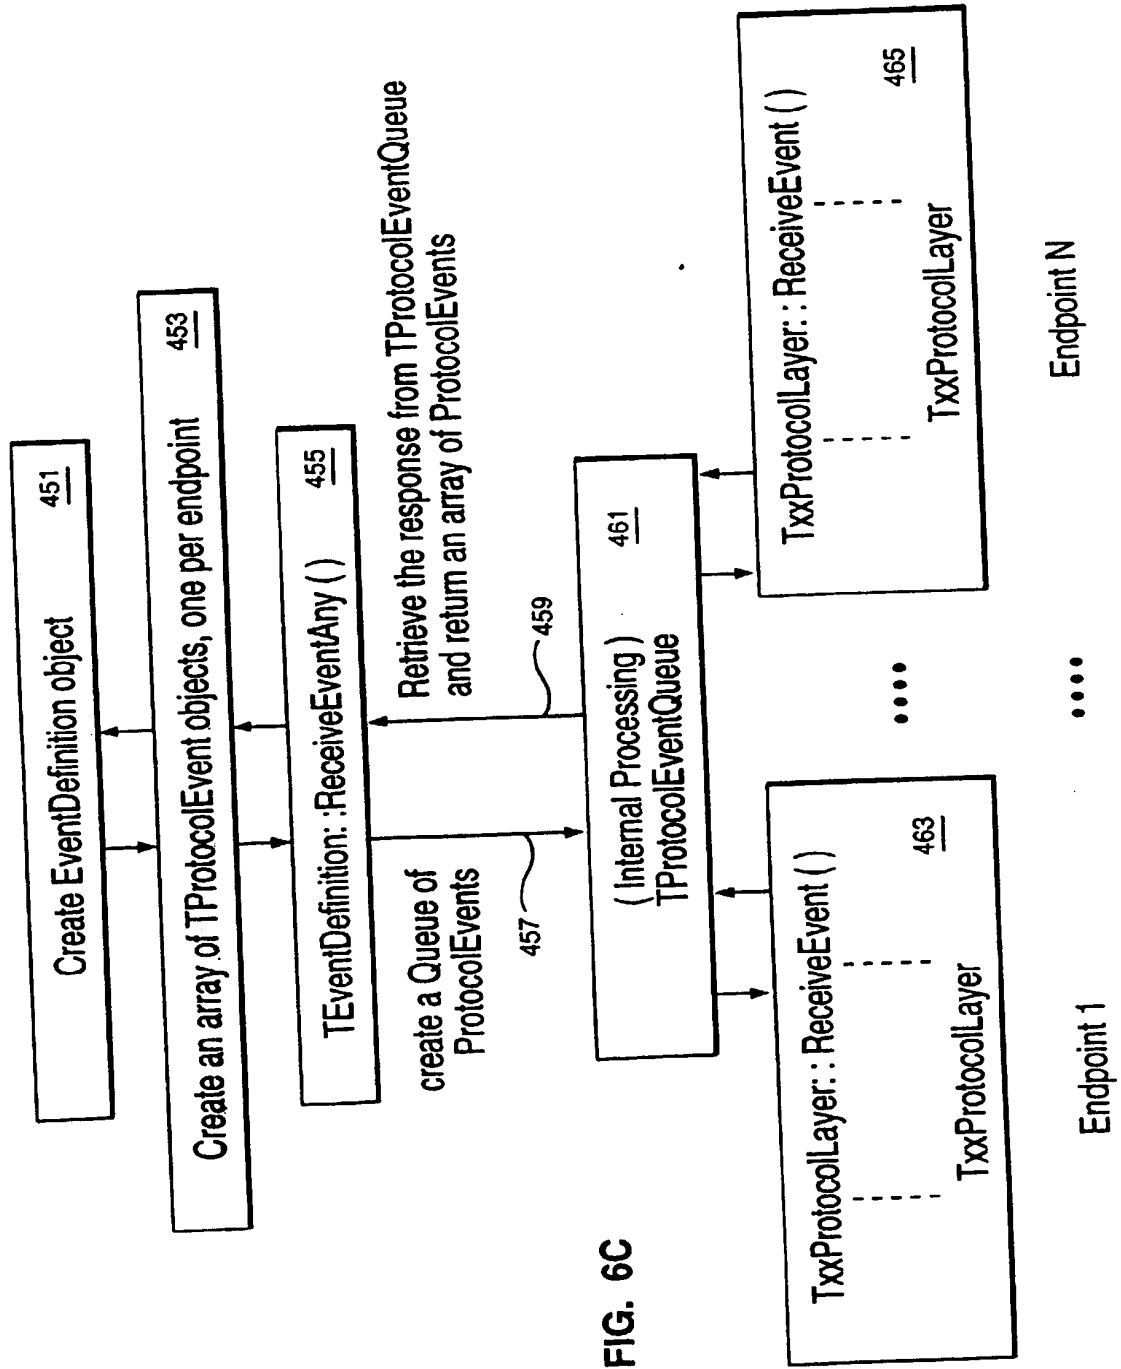 Create EventDefinition object
451
Create an array of TProtocolEvent objects, one per endpoint
453
TEventDefinition: :ReceiveEventAny ( )
455
create a Queue of
ProtocolEvents
457
459
Retrieve the response from TProtocolEventQueue
and return an array of ProtocolEvents
( Internal Processing )
TProtocolEventQueue
461
TxxProtocolLayer: : ReceiveEvent ( )
463
TxxProtocolLayer
TxxProtocolLayer: : ReceiveEvent ( )
465
TxxProtocolLayer
Endpoint 1
Endpoint N
FIG. 6C